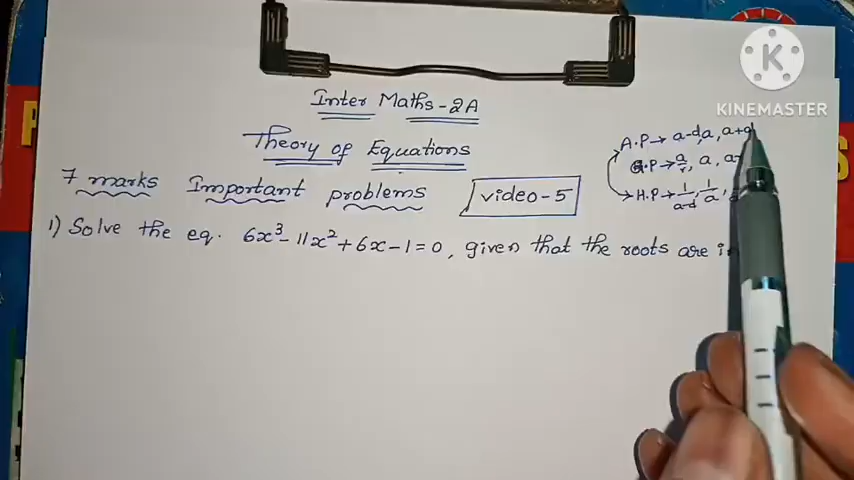 Inter Maths-2A
Theory of Equations
7 marks Important problems video-5
KINEMASTER
A.P → a-d, a, a+d
G.P → a/r, a, a
H.P → 1/a-d, 1/a,
1) Solve the eq. 6x³-11x²+6x-1=0, given that the roots are in